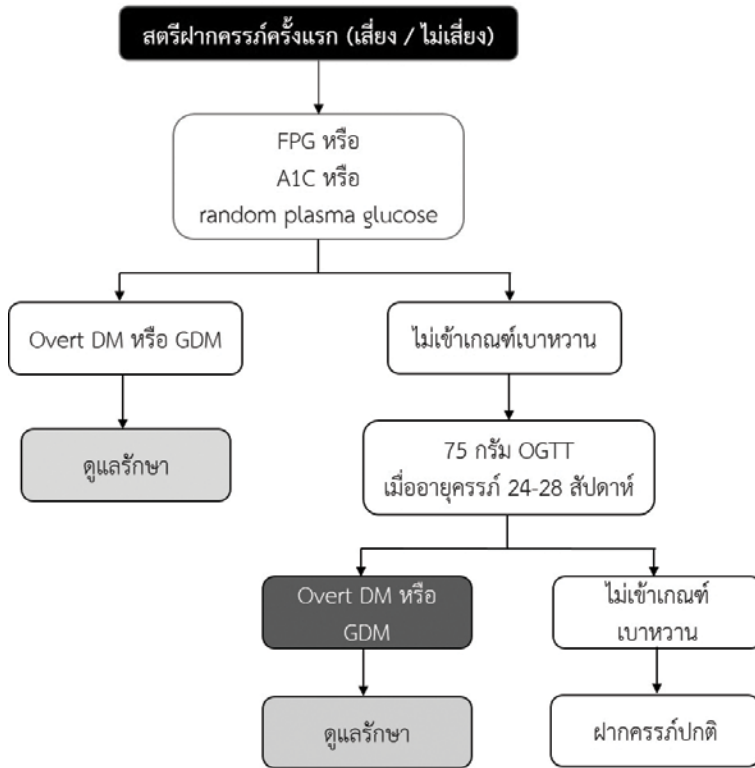 สตรีฝากครรภ์ครั้งแรก (เสี่ยง / ไม่เสี่ยง)
FPG หรือ
A1C หรือ
random plasma glucose
Overt DM หรือ GDM
ไม่เข้าเกณฑ์เบาหวาน
ดูแลรักษา
75 กรัม OGTT
เมื่ออายุครรภ์ 24-28 สัปดาห์
Overt DM หรือ
GDM
ไม่เข้าเกณฑ์
เบาหวาน
ดูแลรักษา
ฝากครรภ์ปกติ